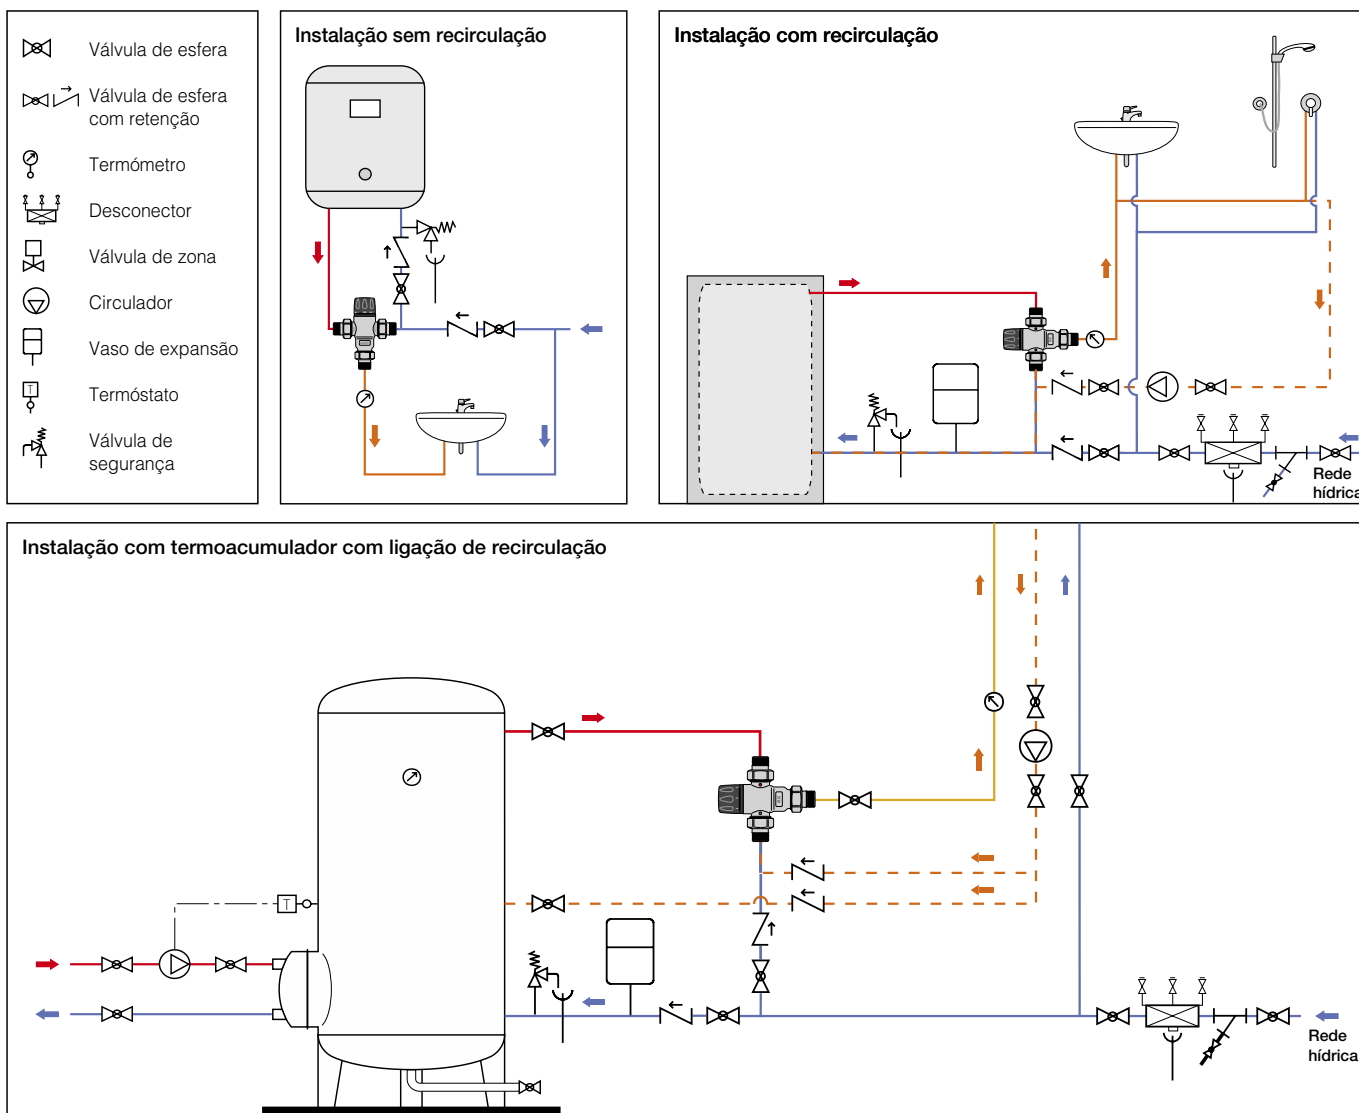 Válvula de esfera
Válvula de esfera
com retenção
Termómetro
Desconector
Válvula de zona
Circulador
Vaso de expansão
T
Termóstato
Válvula de
segurança
Instalação sem recirculação
Instalação com recirculação
Rede
hídrica
Instalação com termoacumulador com ligação de recirculação
T
Rede
hídrica